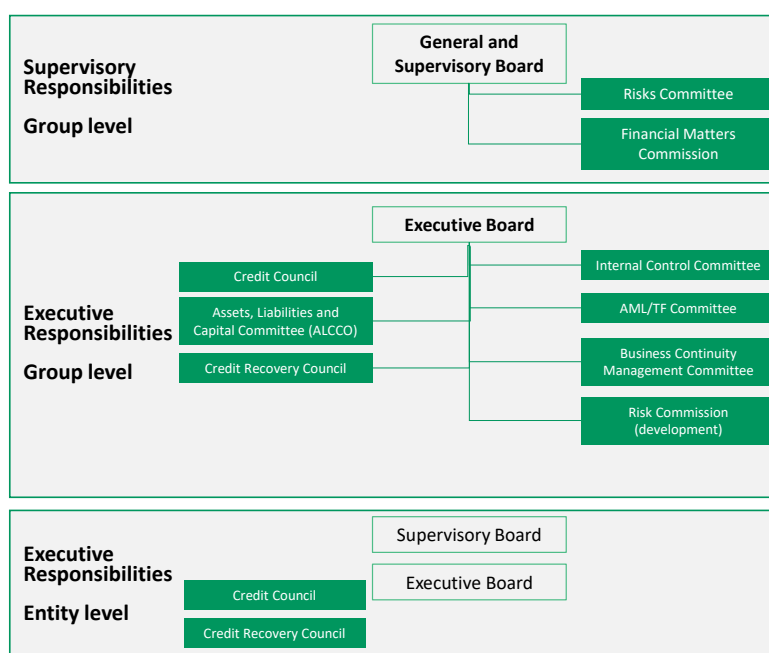 Supervisory
Responsibilities
Group level
General and
Supervisory Board
Risks Committee
Financial Matters
Commission
Executive
Responsibilities
Group level
Executive Board
Credit Council
Assets, Liabilities and
Capital Committee (ALCCO)
Credit Recovery Council
Internal Control Committee
AML/TF Committee
Business Continuity
Management Committee
Risk Commission
(development)
Executive
Responsibilities
Entity level
Supervisory Board
Executive Board
Credit Council
Credit Recovery Council